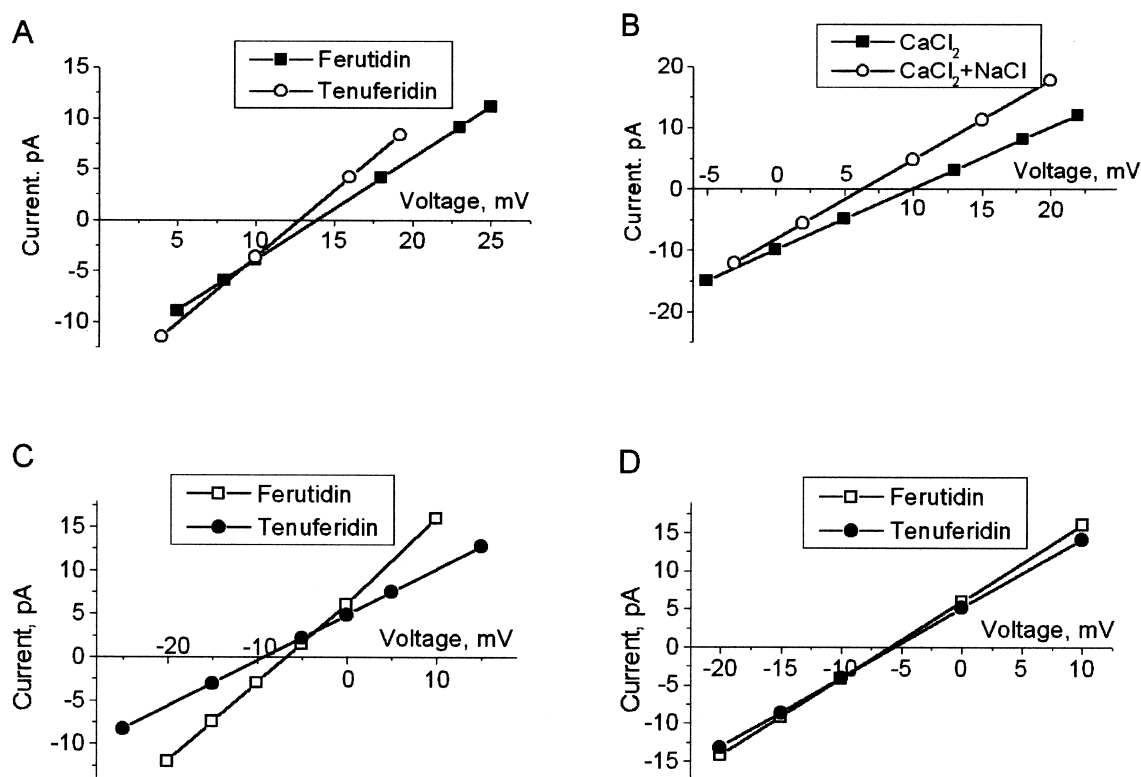 A
Ferutidin
Tenuferidin
Current. pA
15
10
5
0
-5
-10
5 10 15 20 25
Voltage, mV
B
CaCl₂
CaCl₂+NaCl
Current. pA
20
10
0
-10
-20
-5 0 5 10 15 20
Voltage, mV
C
Ferutidin
Tenuferidin
Current, pA
15
10
5
0
-5
-10
-20 -10 0 10
Voltage, mV
D
Ferutidin
Tenuferidin
Current, pA
15
10
5
0
-5
-10
-15
-20 -15 -10 -5 0 5 10
Voltage, mV